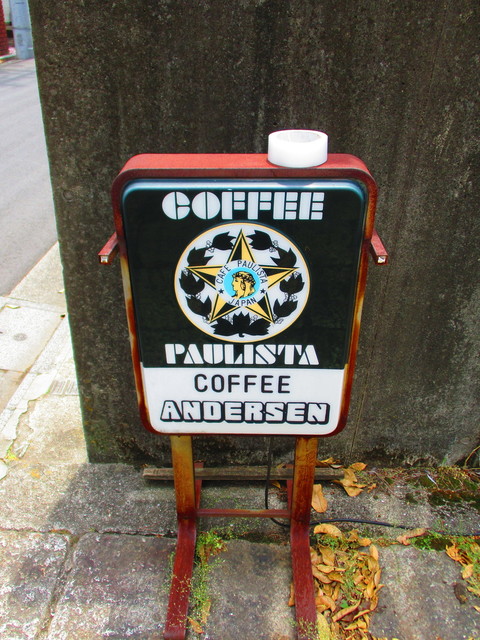 COFFEE
CAFE PAULISTA
JAPAN
PAULISTA
COFFEE
ANDERSEN